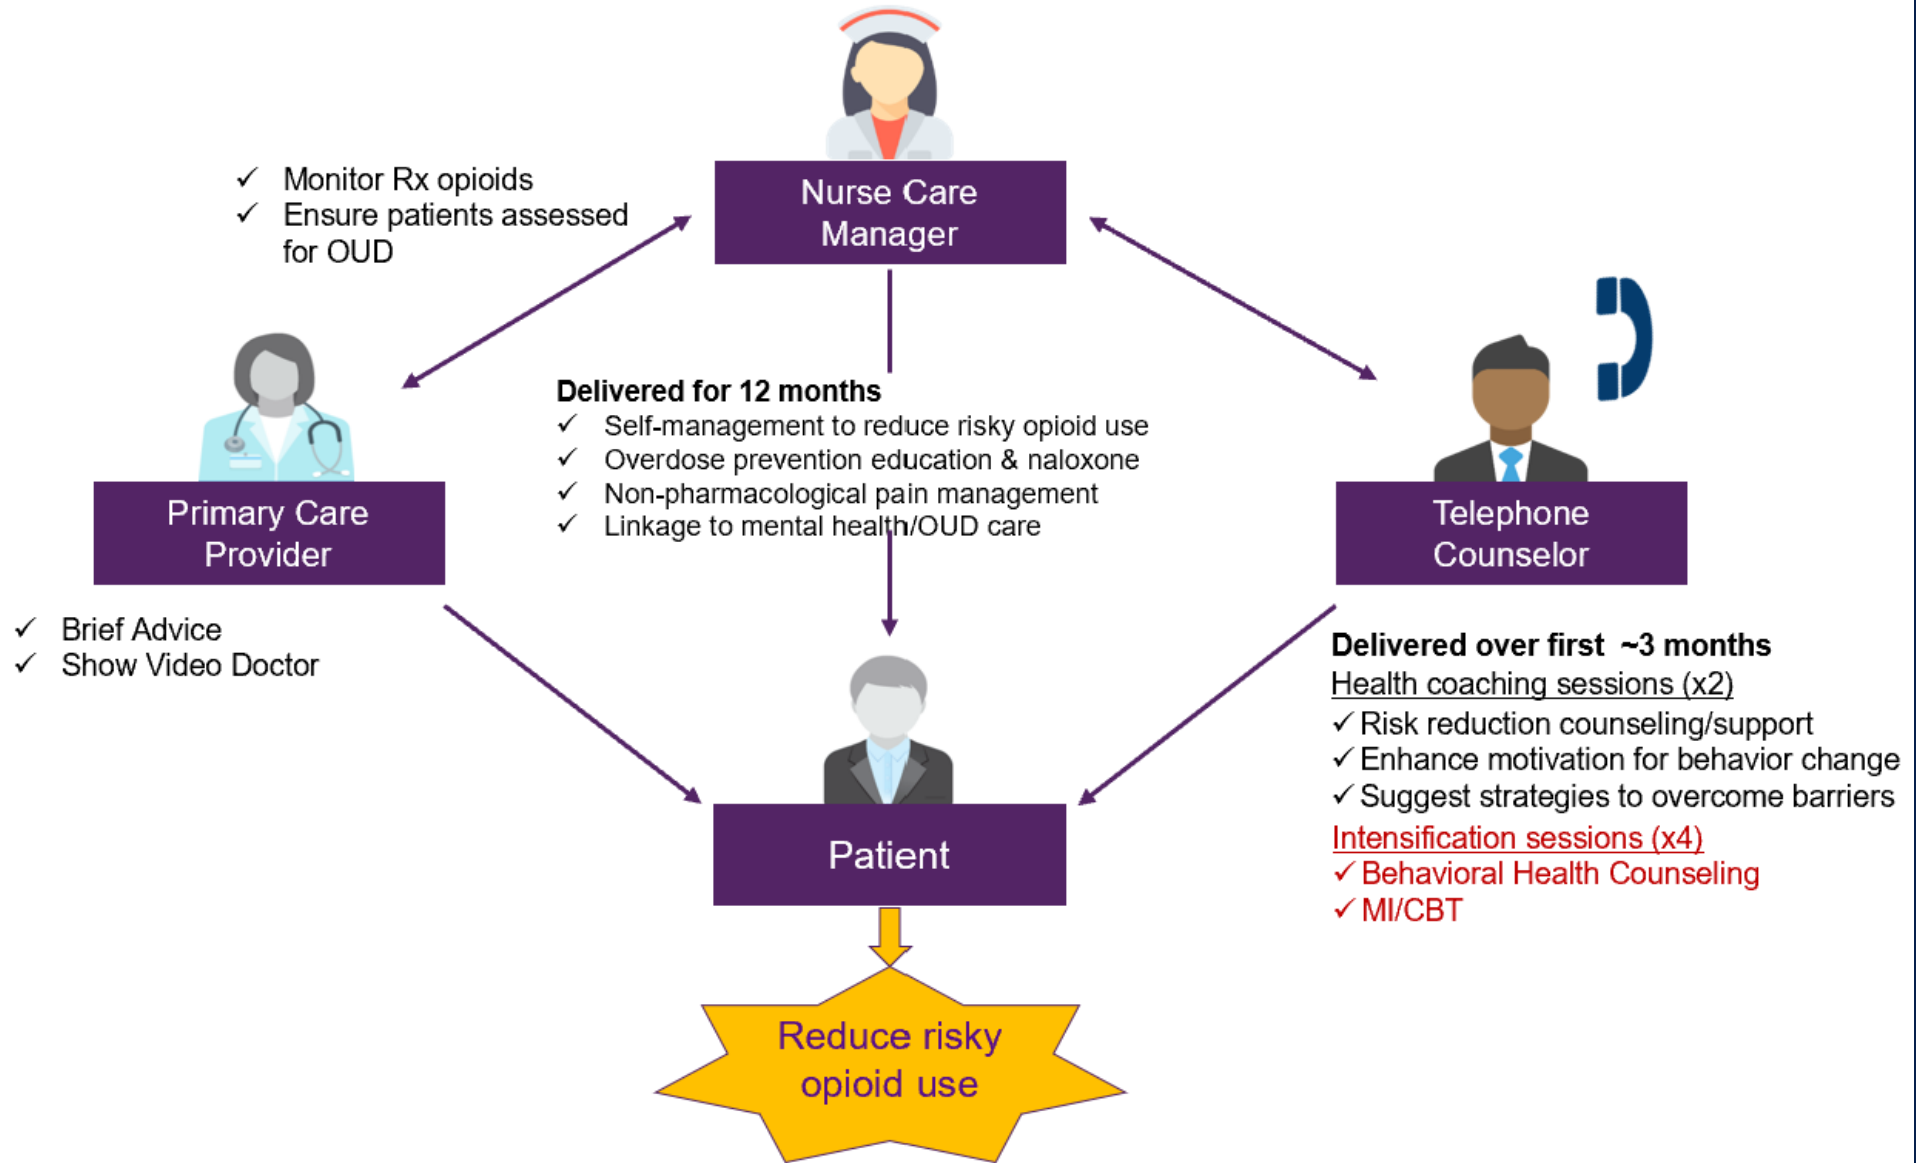 Nurse Care
Manager
✓ Monitor Rx opioids
✓ Ensure patients assessed
for OUD
Primary Care
Provider
✓ Brief Advice
✓ Show Video Doctor
Delivered for 12 months
✓ Self-management to reduce risky opioid use
✓ Overdose prevention education & naloxone
✓ Non-pharmacological pain management
✓ Linkage to mental health/OUD care
Telephone
Counselor
Delivered over first ~3 months
Health coaching sessions (x2)
✓ Risk reduction counseling/support
✓ Enhance motivation for behavior change
✓ Suggest strategies to overcome barriers
Intensification sessions (x4)
✓ Behavioral Health Counseling
✓ MI/CBT
Patient
Reduce risky
opioid use